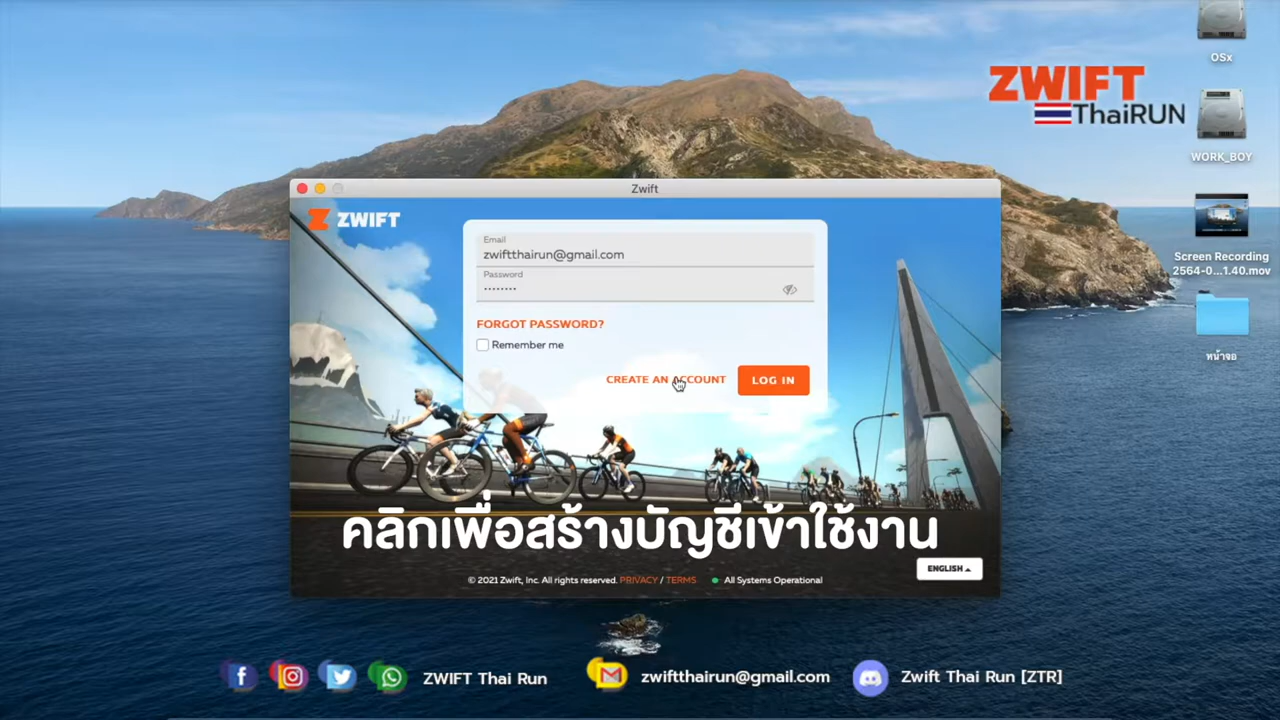 OSx
ZWIFT
ThaiRUN
WORK_BOY
Zwift
ZWIFT
Email
zwiftthairun@gmail.com
Password
FORGOT PASSWORD?
Remember me
CREATE AN ACCOUNT
LOG IN
Screen Recording
2564-0...1.40.mov
หน้าจอ
คลิกเพื่อสร้างบัญชีเข้าใช้งาน
ENGLISH
© 2021 Zwift, Inc. All rights reserved. PRIVACY / TERMS All Systems Operational
ZWIFT Thai Run
zwiftthairun@gmail.com
Zwift Thai Run [ZTR]